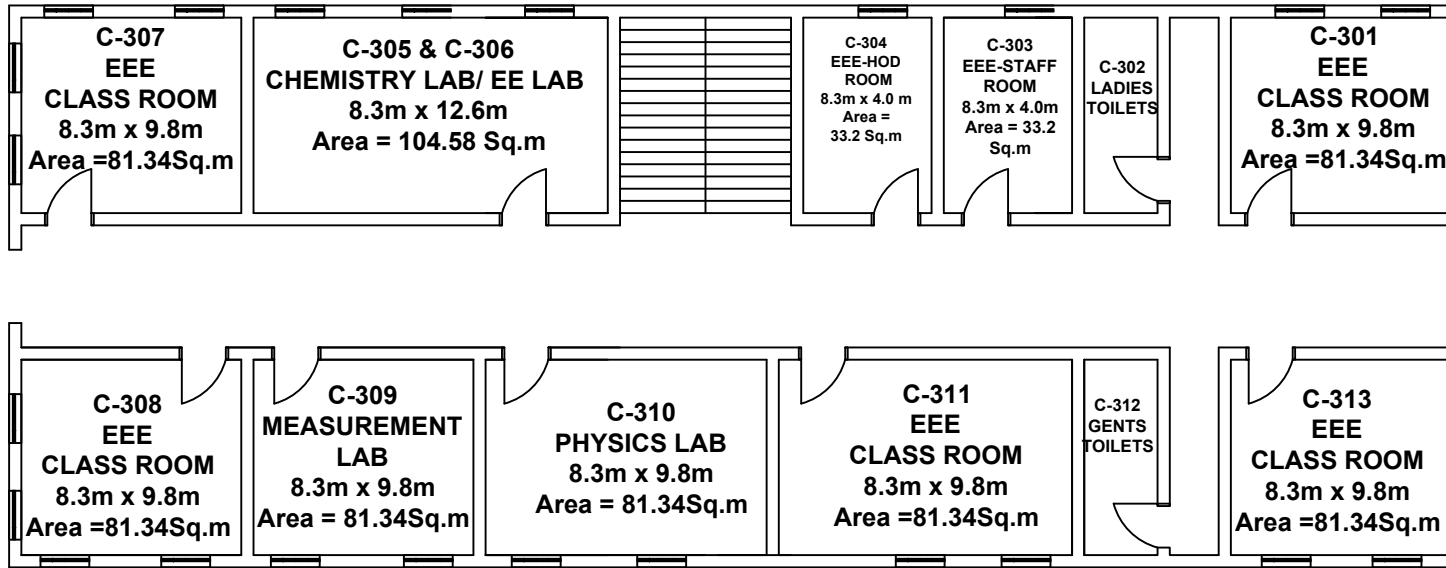 C-307
EEE
CLASS ROOM
8.3m x 9.8m
Area =81.34Sq.m
C-305 & C-306
CHEMISTRY LAB/ EE LAB
8.3m x 12.6m
Area = 104.58 Sq.m
C-304
EEE-HOD
ROOM
8.3m x 4.0 m
Area =
33.2 Sq.m
C-303
EEE-STAFF
ROOM
8.3m x 4.0m
Area = 33.2
Sq.m
C-302
LADIES
TOILETS
C-301
EEE
CLASS ROOM
8.3m x 9.8m
Area =81.34Sq.m
C-308
EEE
CLASS ROOM
8.3m x 9.8m
Area =81.34Sq.m
C-309
MEASUREMENT
LAB
8.3m x 9.8m
Area = 81.34Sq.m
C-310
PHYSICS LAB
8.3m x 9.8m
Area = 81.34Sq.m
C-311
EEE
CLASS ROOM
8.3m x 9.8m
Area =81.34Sq.m
C-312
GENTS
TOILETS
C-313
EEE
CLASS ROOM
8.3m x 9.8m
Area =81.34Sq.m